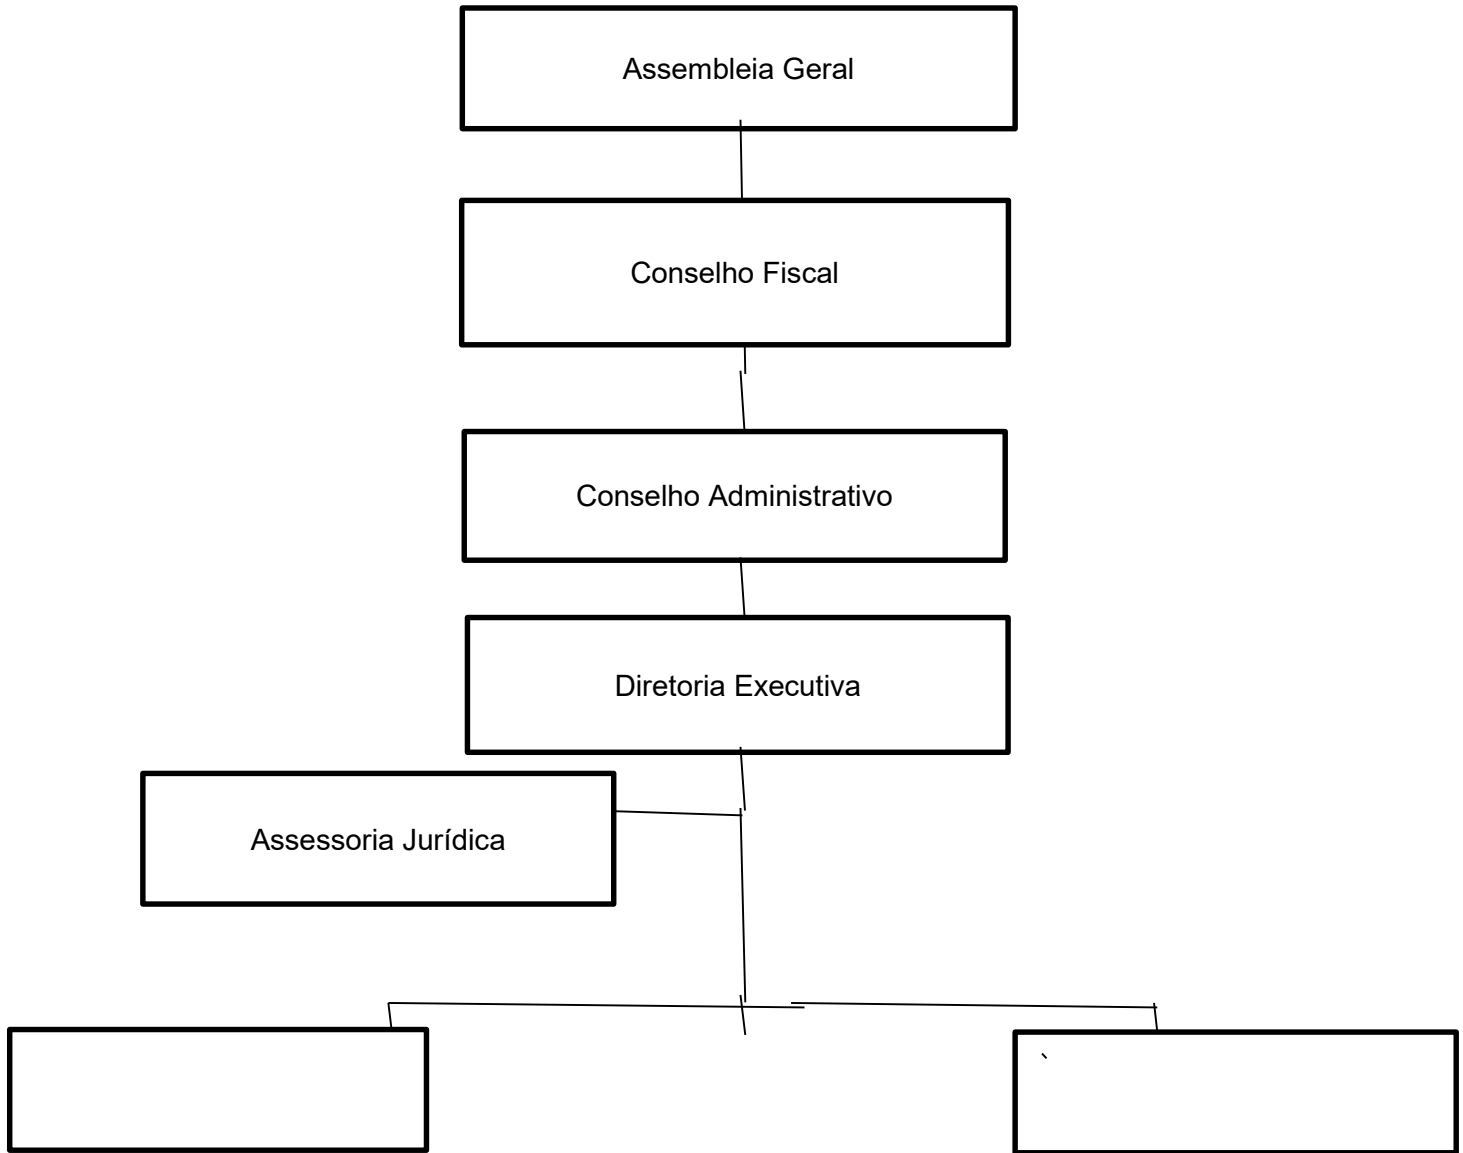 Assembleia Geral
Conselho Fiscal
Conselho Administrativo
Diretoria Executiva
Assessoria Jurídica
`